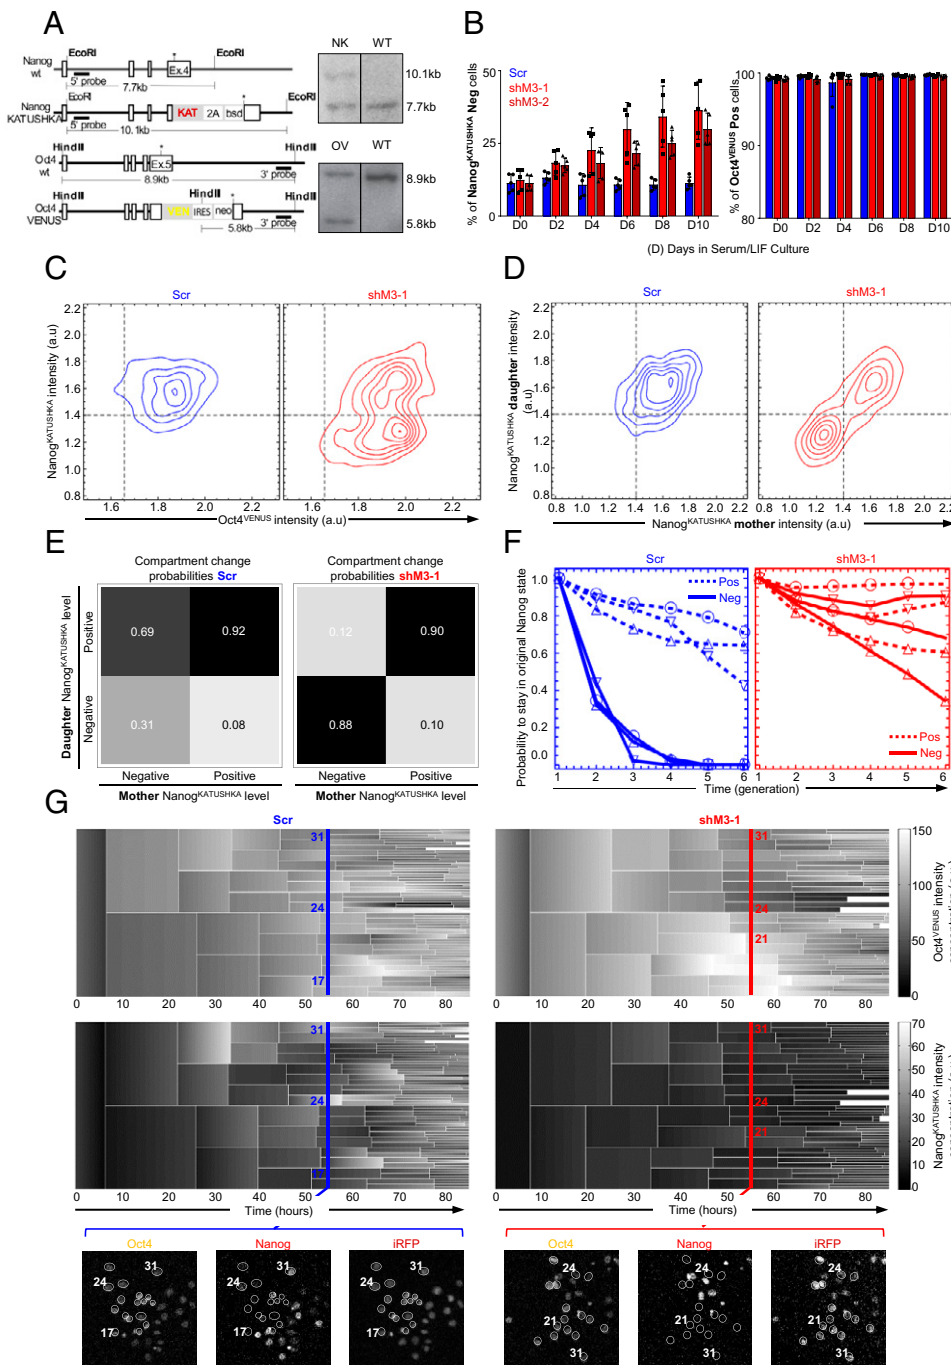 A
Nanog wt
EcoRI
*
EcoRI
Ex.4
5' probe
7.7kb
Nanog KATUSHKA
EcoRI
*
EcoRI
KAT
2A
bsd
5' probe
10.1kb
Oct4 wt
HindIII
*
HindIII
Ex.5
3' probe
8.9kb
Oct4 VENUS
HindIII
HindIII
*
HindIII
VEN
IRES
neo
3' probe
5.8kb
NK
WT
10.1kb
7.7kb
OV
WT
8.9kb
5.8kb
B
% of Nanog^KATUSHKA Neg cells
50
25
0
Scr
shM3-1
shM3-2
D0 D2 D4 D6 D8 D10
% of Oct4^VENUS Pos cells
100
90
80
D0 D2 D4 D6 D8 D10
(D) Days in Serum/LIF Culture
C
Scr
shM3-1
Nanog^KATUSHKA intensity (a.u)
2.2
2.0
1.8
1.6
1.4
1.2
1.0
0.8
1.6 1.8 2.0 2.2
1.6 1.8 2.0 2.2
Oct4^VENUS intensity (a.u)
D
Scr
shM3-1
Nanog^KATUSHKA daughter intensity (a.u)
2.2
2.0
1.8
1.6
1.4
1.2
1.0
0.8
0.8 1.0 1.2 1.4 1.6 1.8 2.0 2.2
1.0 1.2 1.4 1.6 1.8 2.0 2.2
Nanog^KATUSHKA mother intensity (a.u)
E
Compartment change probabilities Scr
Compartment change probabilities shM3-1
Daughter Nanog^KATUSHKA level
Positive
Negative
0.69 0.92
0.31 0.08
0.12 0.90
0.88 0.10
Negative Positive
Negative Positive
Mother Nanog^KATUSHKA level
Mother Nanog^KATUSHKA level
F
Scr
shM3-1
Probability to stay in original Nanog state
1.0
0.8
0.6
0.4
0.2
0.0
Pos
Neg
Pos
Neg
1 2 3 4 5 6
1 2 3 4 5 6
Time (generation)
G
Scr
shM3-1
31
24
17
31
24
21
0 10 20 30 40 50 60 70 80
0 10 20 30 40 50 60 70 80
150
100
50
0
Oct4^VENUS intensity
31
24
17
31
24
21
0 10 20 30 40 50 60 70 80
0 10 20 30 40 50 60 70 80
70
60
50
40
30
20
10
0
Nanog^KATUSHKA intensity
Time (hours)
Time (hours)
Oct4
Nanog
iRFP
Oct4
Nanog
iRFP
31
24
17
31
24
17
31
24
17
24
21
31
24
21
31
24
21
31